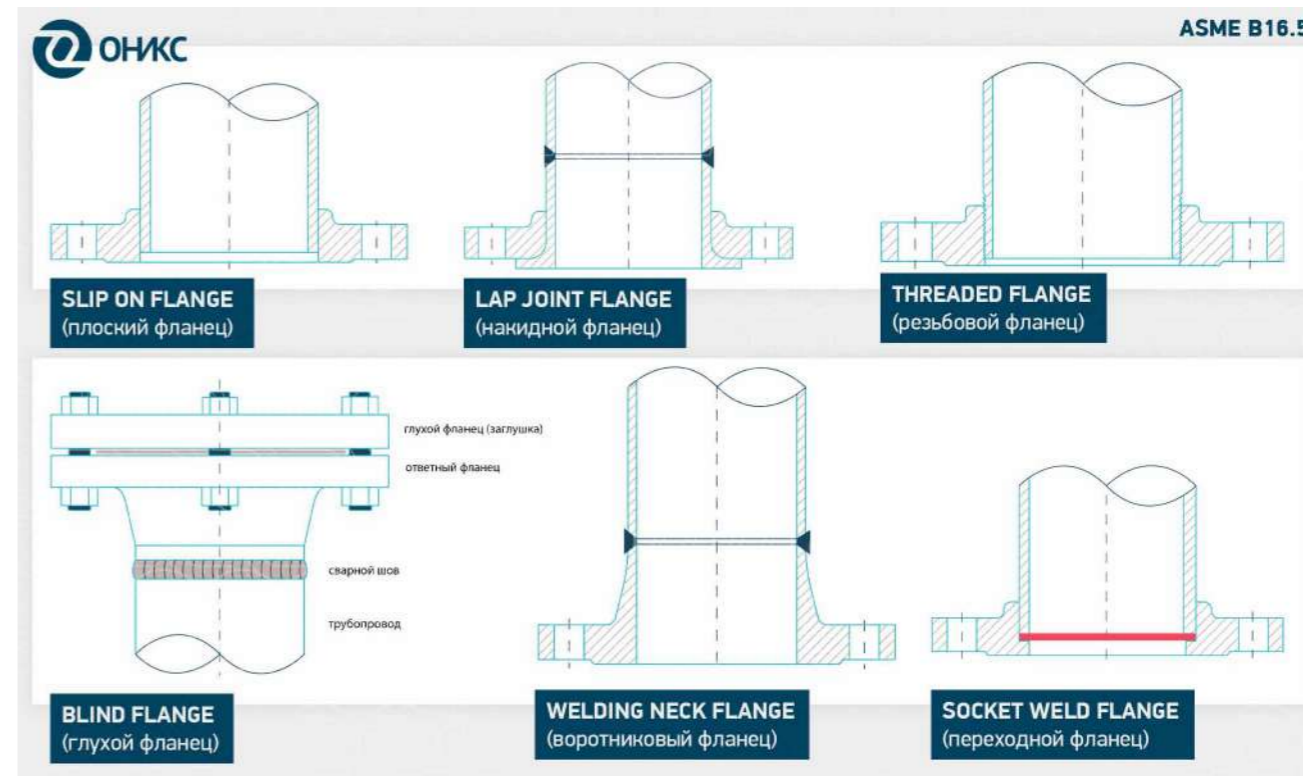 ОНИКС
ASME B16.5
SLIP ON FLANGE
(плоский фланец)
LAP JOINT FLANGE
(накидной фланец)
THREADED FLANGE
(резьбовой фланец)
глухой фланец (заглушка)
ответный фланец
сварной шов
трубопровод
BLIND FLANGE
(глухой фланец)
WELDING NECK FLANGE
(воротниковый фланец)
SOCKET WELD FLANGE
(переходной фланец)